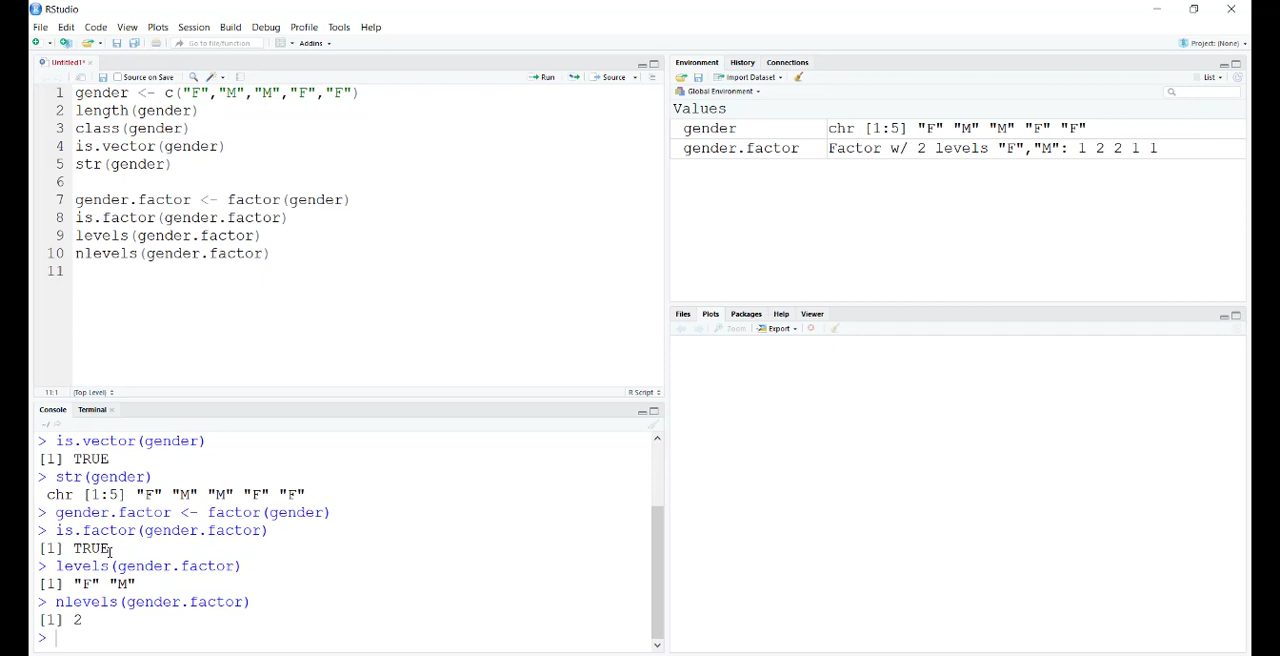 RStudio
File Edit Code View Plots Session Build Debug Profile Tools Help
Go to file/function Addins Project: (None)
Untitled1*
Source on Save Run Source
1 gender <- c("F","M","M","F","F")
2 length(gender)
3 class(gender)
4 is.vector(gender)
5 str(gender)
6
7 gender.factor <- factor(gender)
8 is.factor(gender.factor)
9 levels(gender.factor)
10 nlevels(gender.factor)
11
11:1 (Top Level) R Script
Console Terminal
~/
> is.vector(gender)
[1] TRUE
> str(gender)
chr [1:5] "F" "M" "M" "F" "F"
> gender.factor <- factor(gender)
> is.factor(gender.factor)
[1] TRUE
> levels(gender.factor)
[1] "F" "M"
> nlevels(gender.factor)
[1] 2
>
Environment History Connections
Import Dataset List
Global Environment
Values
gender chr [1:5] "F" "M" "M" "F" "F"
gender.factor Factor w/ 2 levels "F","M": 1 2 2 1 1
Files Plots Packages Help Viewer
Zoom Export